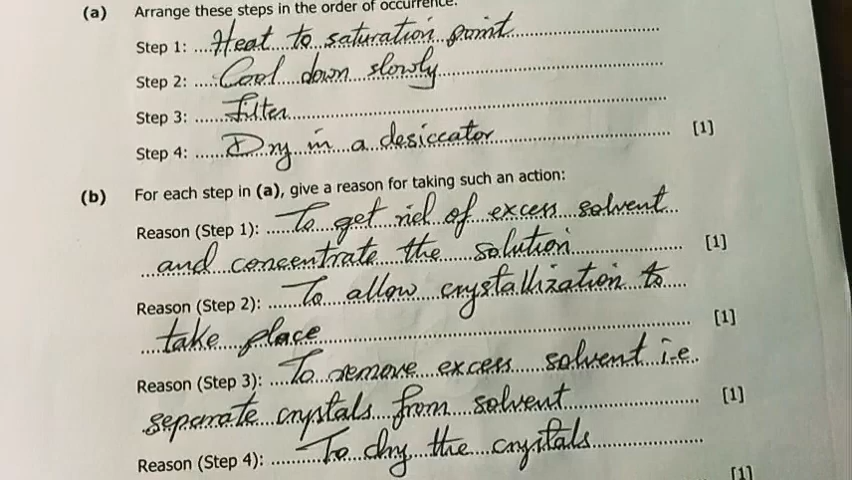 (a) Arrange these steps in the order of occurrence.
Step 1: Heat to saturation point
Step 2: Cool down slowly
Step 3: Filter
Step 4: Dry in a desiccator [1]
(b) For each step in (a), give a reason for taking such an action:
Reason (Step 1): To get rid of excess solvent
and concentrate the solution [1]
Reason (Step 2): To allow crystallization to
take place [1]
Reason (Step 3): To remove excess solvent i.e.
separate crystals from solvent [1]
Reason (Step 4): To dry the crystals
[1]